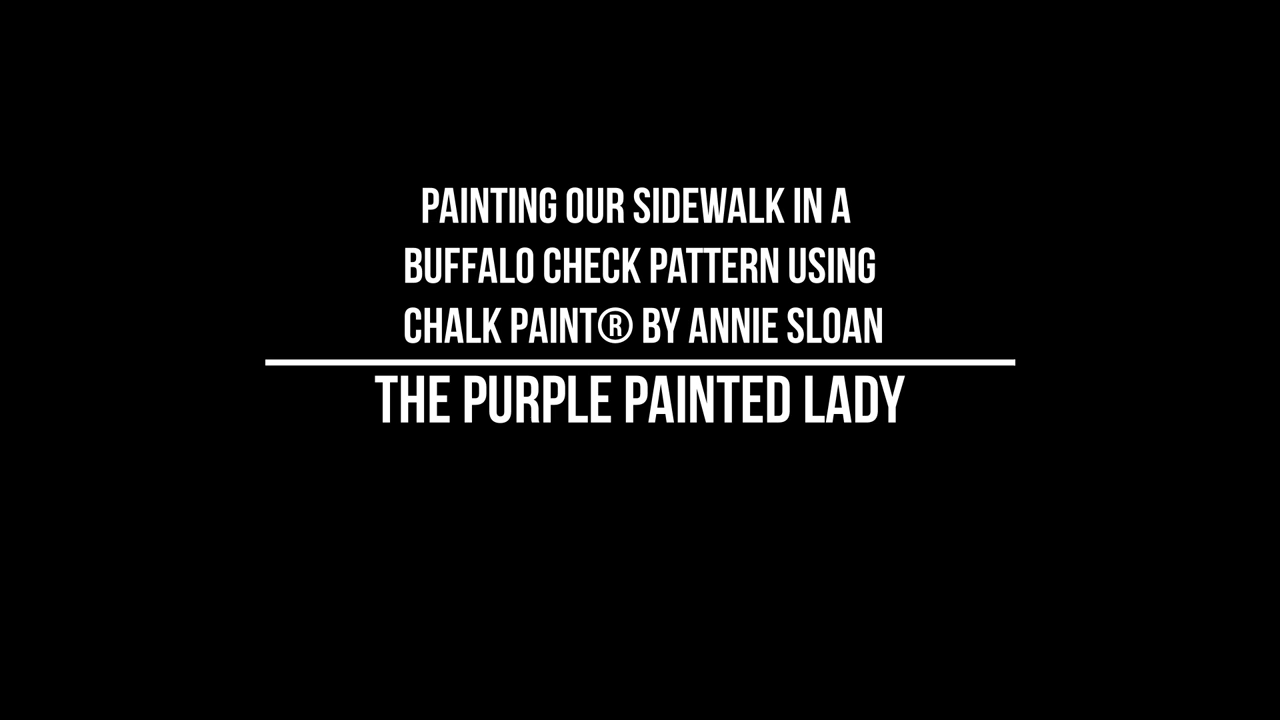 PAINTING OUR SIDEWALK IN A
BUFFALO CHECK PATTERN USING
CHALK PAINT® BY ANNIE SLOAN
THE PURPLE PAINTED LADY